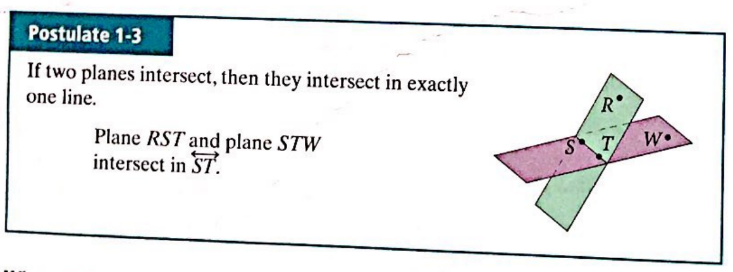 Postulate 1-3
If two planes intersect, then they intersect in exactly
one line.
Plane RST and plane STW
intersect in ST.
R
S
T
W